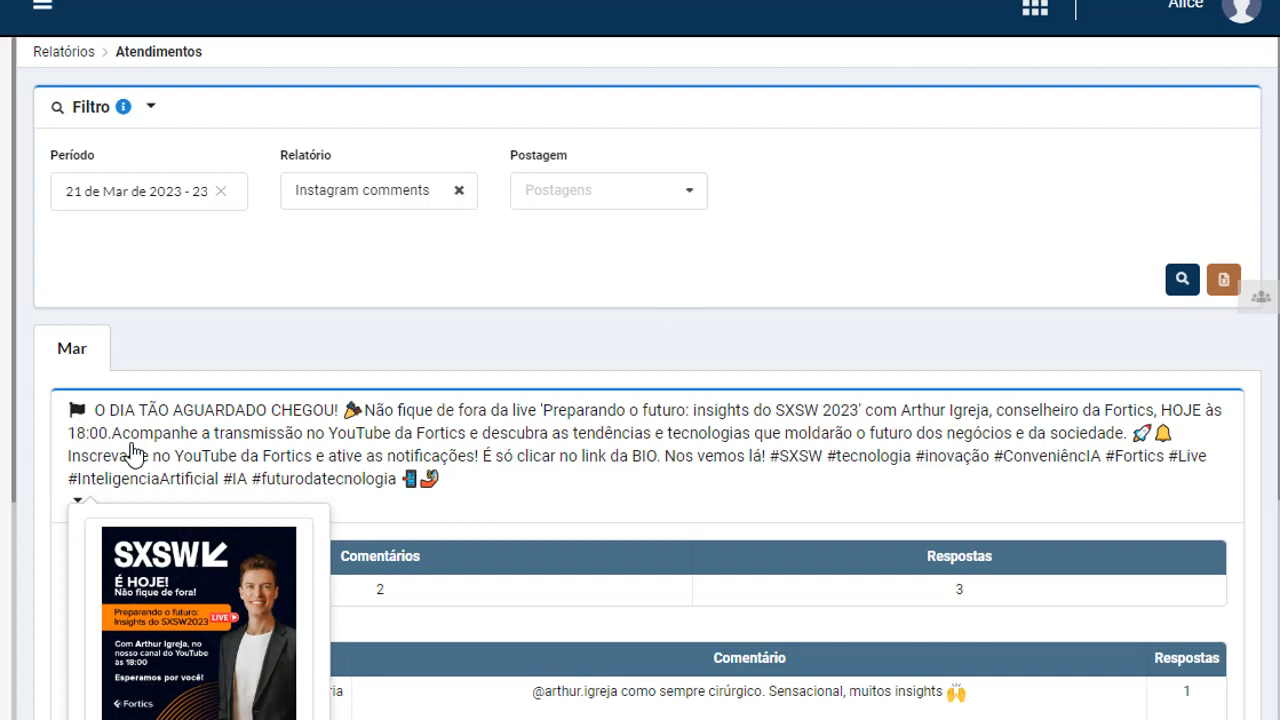 Alice
Relatórios > Atendimentos
Filtro
Período
Relatório
Postagem
21 de Mar de 2023 - 23
Instagram comments
Postagens
Mar
O DIA TÃO AGUARDADO CHEGOU! 🎉Não fique de fora da live 'Preparando o futuro: insights do SXSW 2023' com Arthur Igreja, conselheiro da Fortics, HOJE às
18:00.Acompanhe a transmissão no YouTube da Fortics e descubra as tendências e tecnologias que moldarão o futuro dos negócios e da sociedade. 🚀🔔
Inscreva e no YouTube da Fortics e ative as notificações! É só clicar no link da BIO. Nos vemos lá! #SXSW #tecnologia #inovação #ConveniêncIA #Fortics #Live
#InteligenciaArtificial #IA #futurodatecnologia 📲🤳
Comentários
Respostas
2
3
SXSW
É HOJE!
Não fique de fora!
Preparando o futuro:
Insights do SXSW2023
LIVE
Com Arthur Igreja, no
nosso canal do YouTube
às 18:00
Esperamos por você!
Fortics
Comentário
Respostas
ria
@arthur.igreja como sempre cirúrgico. Sensacional, muitos insights 🙌
1